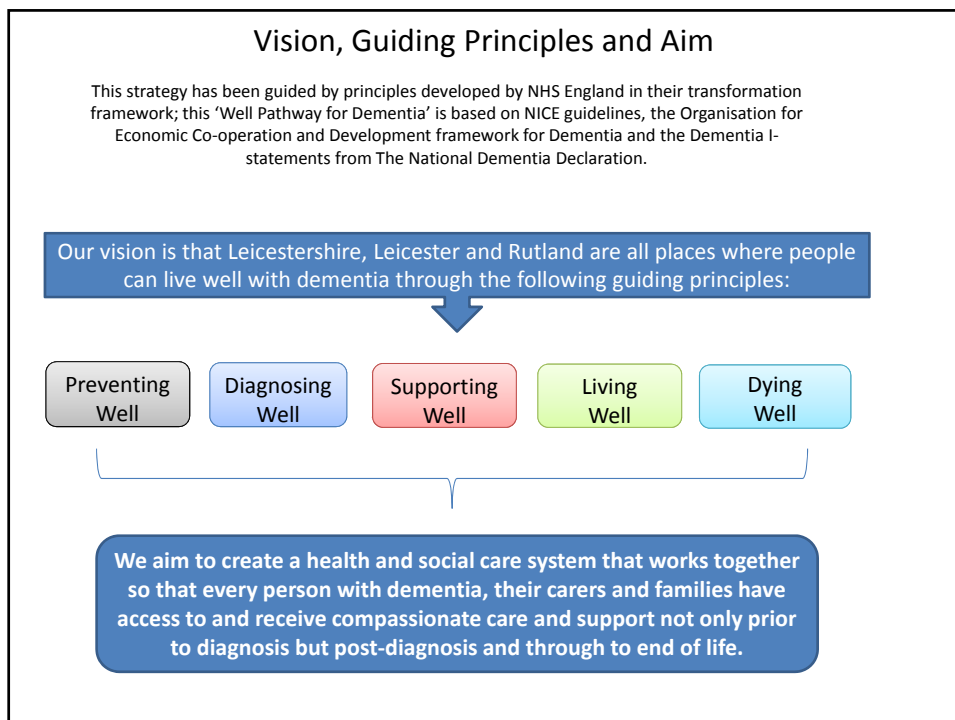 Vision, Guiding Principles and Aim
This strategy has been guided by principles developed by NHS England in their transformation
framework; this ‘Well Pathway for Dementia’ is based on NICE guidelines, the Organisation for
Economic Co-operation and Development framework for Dementia and the Dementia I-
statements from The National Dementia Declaration.
Our vision is that Leicestershire, Leicester and Rutland are all places where people
can live well with dementia through the following guiding principles:
Preventing
Well
Diagnosing
Well
Supporting
Well
Living
Well
Dying
Well
We aim to create a health and social care system that works together
so that every person with dementia, their carers and families have
access to and receive compassionate care and support not only prior
to diagnosis but post-diagnosis and through to end of life.